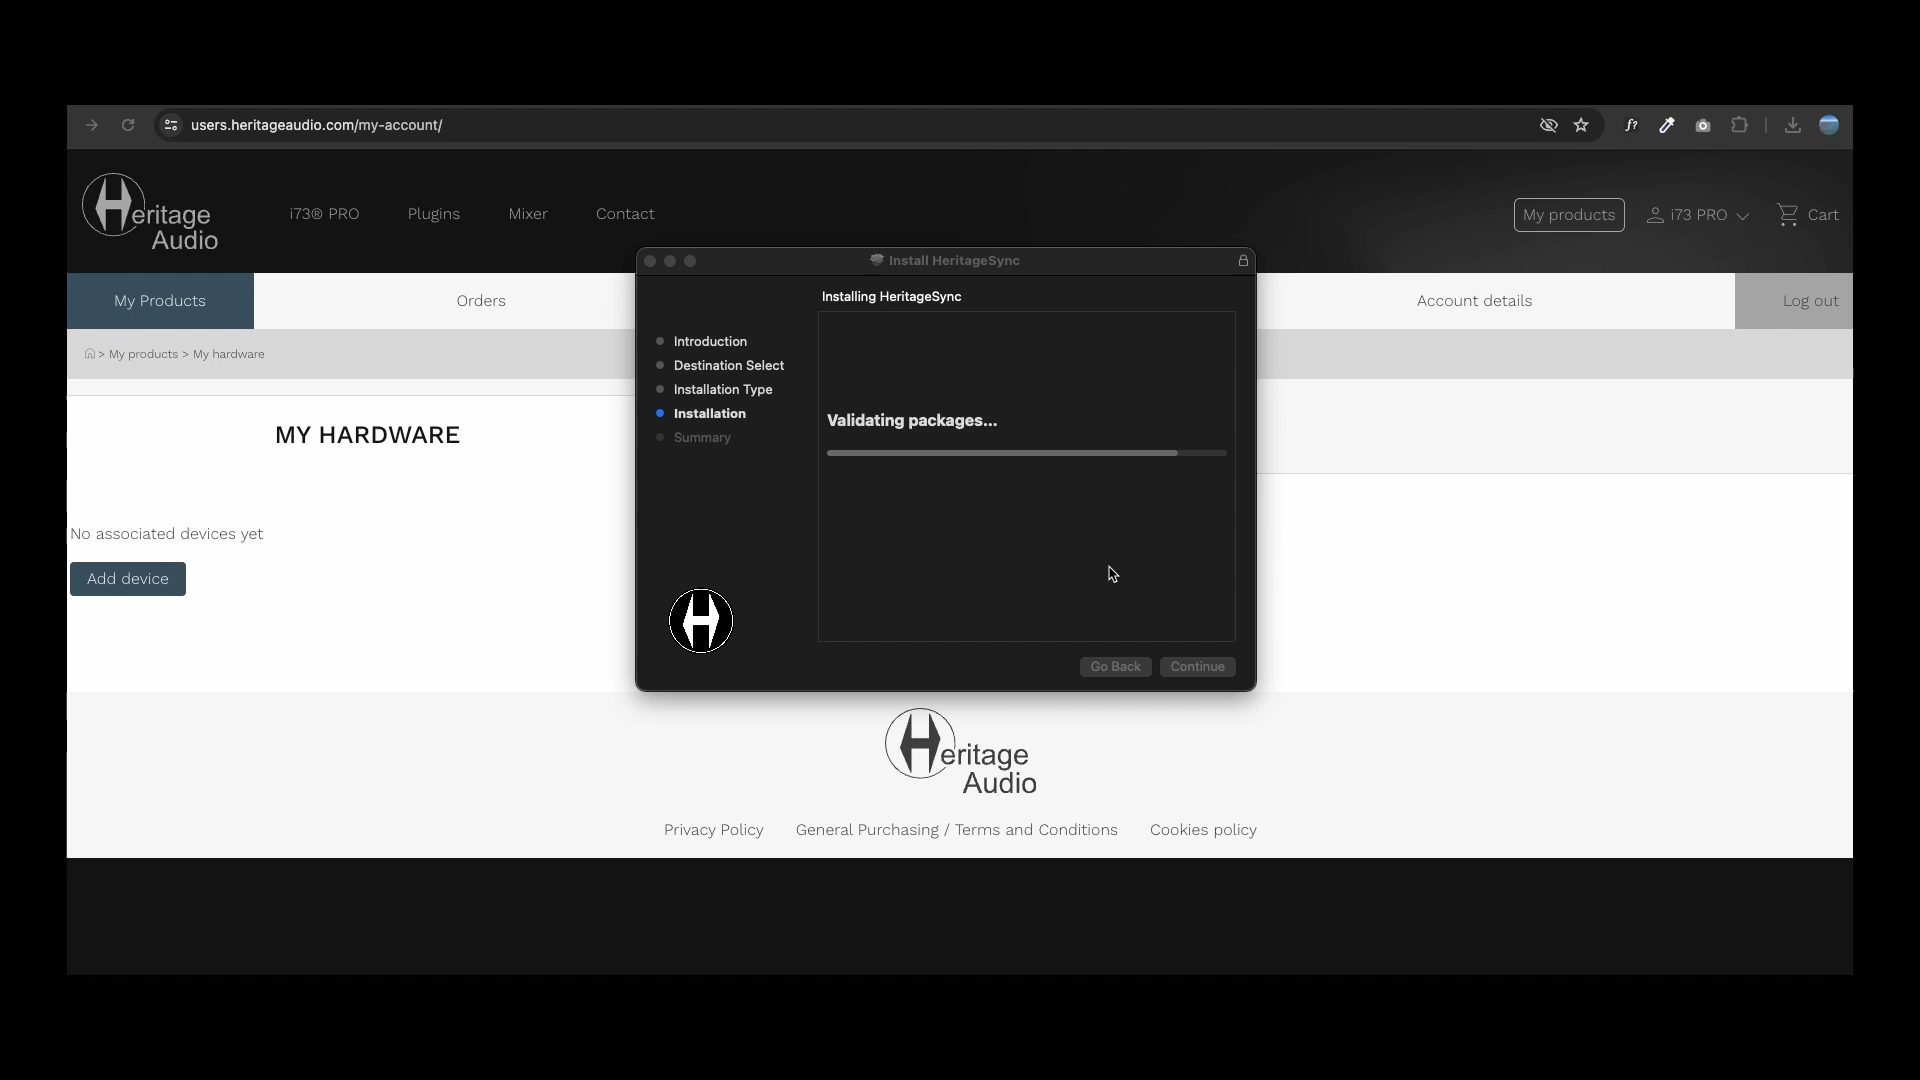 users.heritageaudio.com/my-account/
f?
Heritage
Audio
i73® PRO
Plugins
Mixer
Contact
My products
i73 PRO
Cart
My Products
Orders
Account details
Log out
> My products > My hardware
MY HARDWARE
No associated devices yet
Add device
Install HeritageSync
Installing HeritageSync
Introduction
Destination Select
Installation Type
Installation
Summary
Validating packages...
H
Go Back
Continue
Heritage
Audio
Privacy Policy
General Purchasing / Terms and Conditions
Cookies policy